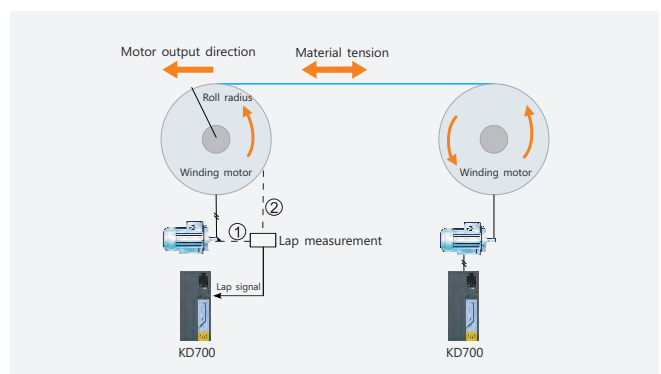 Motor output direction
Material tension
Roll radius
Winding motor
Winding motor
②
①
Lap measurement
Lap signal
KD700
KD700